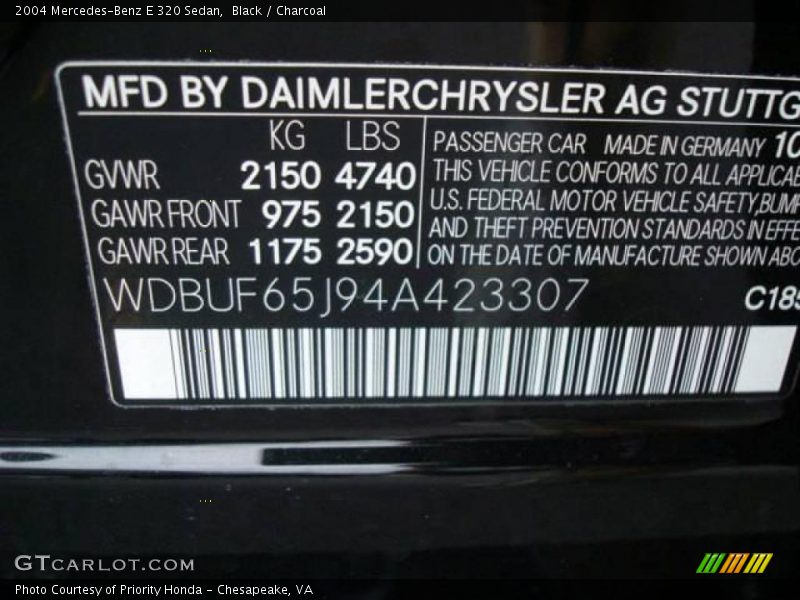 2004 Mercedes-Benz E 320 Sedan, Black / Charcoal
MFD BY DAIMLERCHRYSLER AG STUTTG
KG LBS
GVWR 2150 4740
GAWR FRONT 975 2150
GAWR REAR 1175 2590
PASSENGER CAR MADE IN GERMANY 10
THIS VEHICLE CONFORMS TO ALL APPLICAB
U.S. FEDERAL MOTOR VEHICLE SAFETY, BUMP
AND THEFT PREVENTION STANDARDS IN EFFE
ON THE DATE OF MANUFACTURE SHOWN ABO
WDBUF65J94A423307 C185
GTCARLOT.COM
Photo Courtesy of Priority Honda - Chesapeake, VA